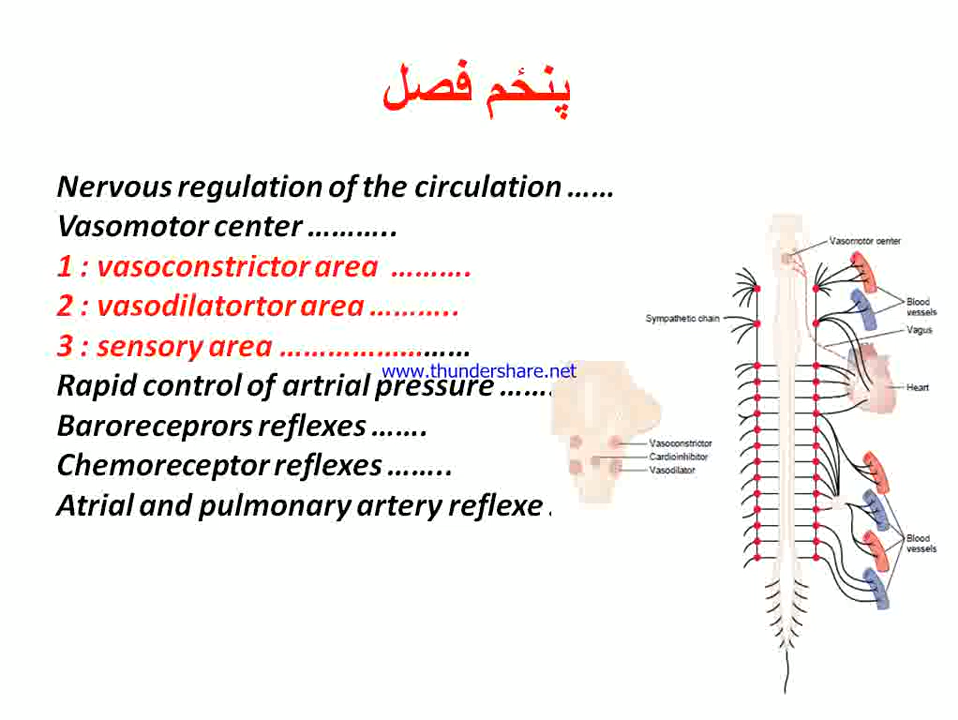 پنځم فصل
Nervous regulation of the circulation ……
Vasomotor center ………..
1 : vasoconstrictor area ……….
2 : vasodilatortor area ………..
3 : sensory area ……………………
www.thundershare.net
Rapid control of artrial pressure …….
Baroreceprors reflexes …….
Chemoreceptor reflexes ……..
Atrial and pulmonary artery reflexe .
Vasomotor center
Blood
vessels
Sympathetic chain
Vagus
Heart
Vasoconstrictor
Cardioinhibitor
Vasodilator
Blood
vessels